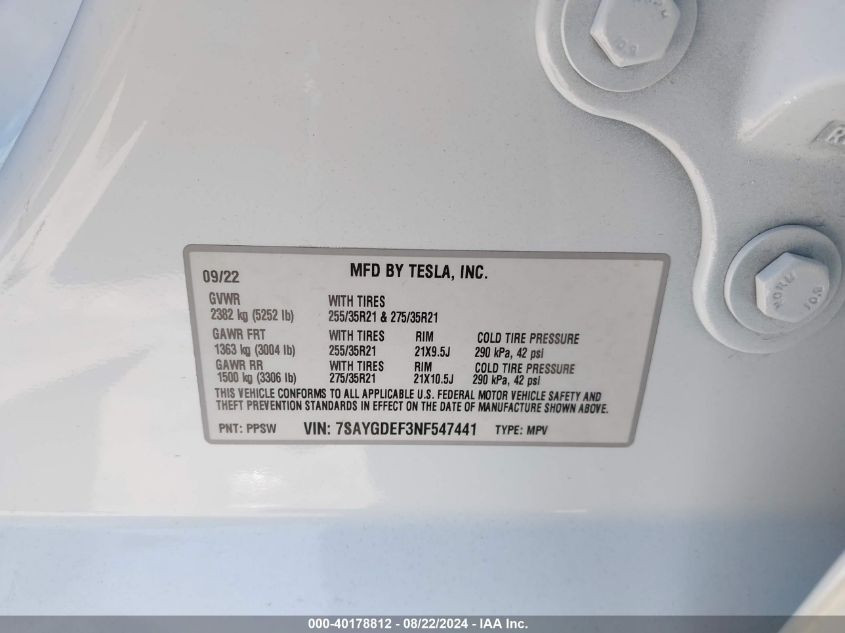 MFD BY TESLA, INC.
09/22
GVWR WITH TIRES
2382 kg (5252 lb) 255/35R21 & 275/35R21
GAWR FRT WITH TIRES RIM COLD TIRE PRESSURE
1363 kg (3004 lb) 255/35R21 21X9.5J 290 kPa, 42 psi
GAWR RR WITH TIRES RIM COLD TIRE PRESSURE
1500 kg (3306 lb) 275/35R21 21X10.5J 290 kPa, 42 psi
THIS VEHICLE CONFORMS TO ALL APPLICABLE U.S. FEDERAL MOTOR VEHICLE SAFETY AND
THEFT PREVENTION STANDARDS IN EFFECT ON THE DATE OF MANUFACTURE SHOWN ABOVE.
PNT: PPSW VIN: 7SAYGDEF3NF547441 TYPE: MPV
10.9
10.9
000-40178812 - 08/22/2024 - IAA Inc.